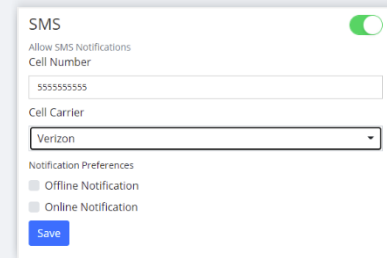 SMS
Allow SMS Notifications
Cell Number
5555555555
Cell Carrier
Verizon
Notification Preferences
Offline Notification
Online Notification
Save